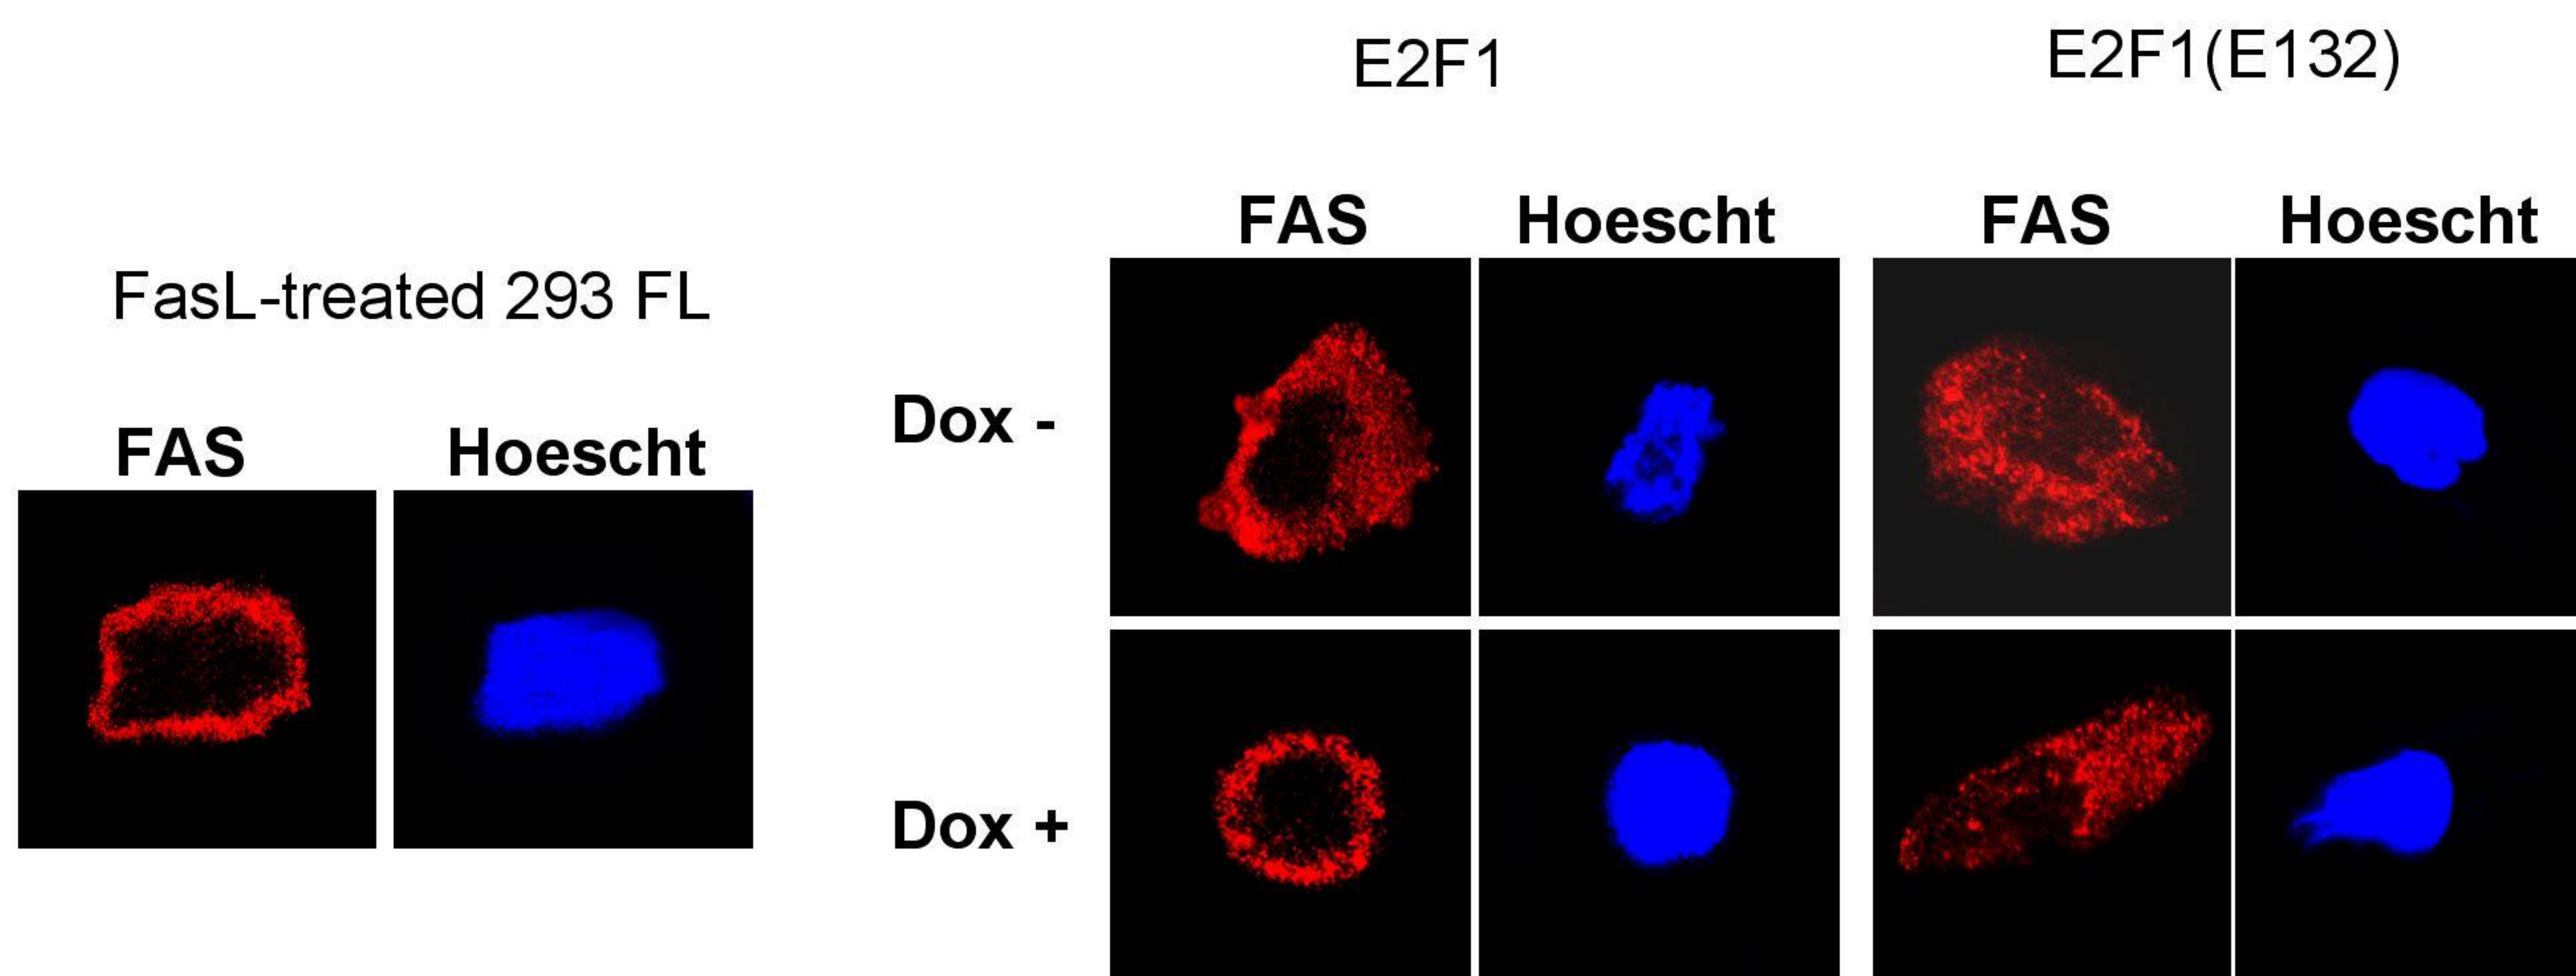 E2F1
E2F1(E132)
FAS Hoescht FAS Hoescht
FasL-treated 293 FL
FAS Hoescht
Dox -
Dox +